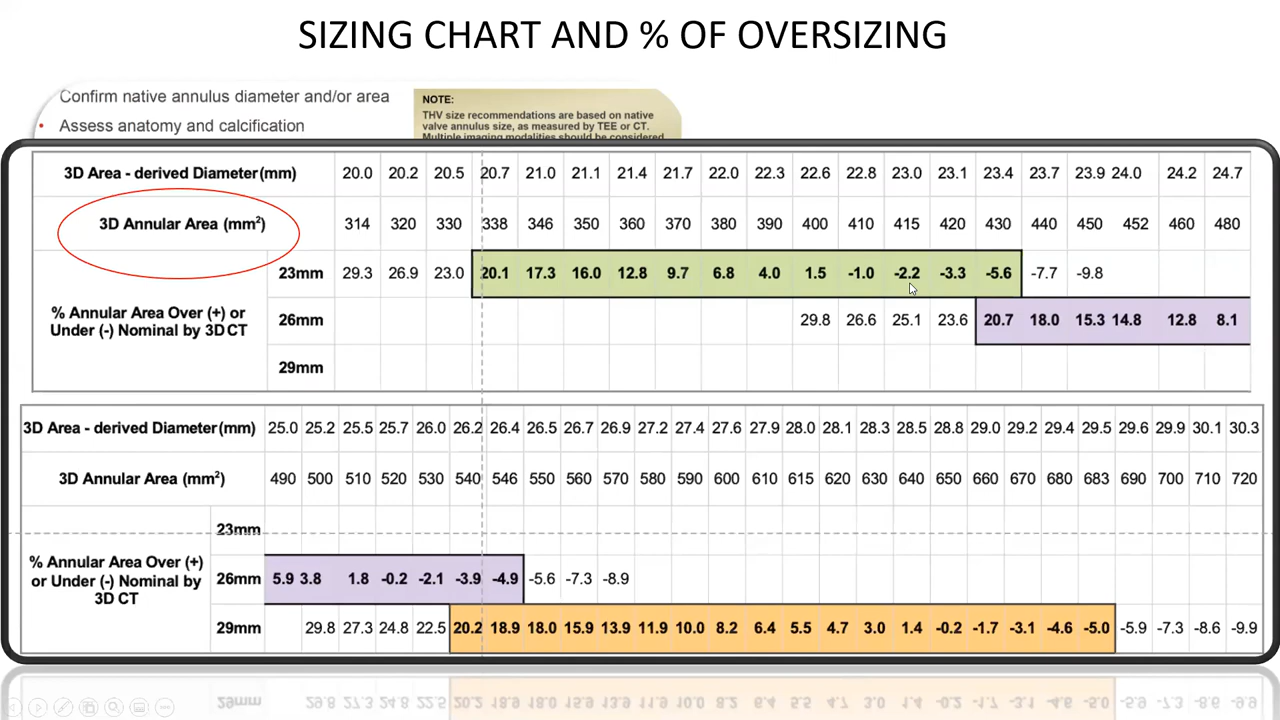 SIZING CHART AND % OF OVERSIZING
Confirm native annulus diameter and/or area
• Assess anatomy and calcification
NOTE:
THV size recommendations are based on native
valve annulus size, as measured by TEE or CT.
Multiple imaging modalities should be considered
3D Area - derived Diameter (mm) 20.0 20.2 20.5 20.7 21.0 21.1 21.4 21.7 22.0 22.3 22.6 22.8 23.0 23.1 23.4 23.7 23.9 24.0 24.2 24.7
3D Annular Area (mm²) 314 320 330 338 346 350 360 370 380 390 400 410 415 420 430 440 450 452 460 480
% Annular Area Over (+) or
Under (-) Nominal by 3D CT
23mm 29.3 26.9 23.0 20.1 17.3 16.0 12.8 9.7 6.8 4.0 1.5 -1.0 -2.2 -3.3 -5.6 -7.7 -9.8
26mm 29.8 26.6 25.1 23.6 20.7 18.0 15.3 14.8 12.8 8.1
29mm
3D Area - derived Diameter (mm) 25.0 25.2 25.5 25.7 26.0 26.2 26.4 26.5 26.7 26.9 27.2 27.4 27.6 27.9 28.0 28.1 28.3 28.5 28.8 29.0 29.2 29.4 29.5 29.6 29.9 30.1 30.3
3D Annular Area (mm²) 490 500 510 520 530 540 546 550 560 570 580 590 600 610 615 620 630 640 650 660 670 680 683 690 700 710 720
% Annular Area Over (+)
or Under (-) Nominal by
3D CT
23mm
26mm 5.9 3.8 1.8 -0.2 -2.1 -3.9 -4.9 -5.6 -7.3 -8.9
29mm 29.8 27.3 24.8 22.5 20.2 18.9 18.0 15.9 13.9 11.9 10.0 8.2 6.4 5.5 4.7 3.0 1.4 -0.2 -1.7 -3.1 -4.6 -5.0 -5.9 -7.3 -8.6 -9.9